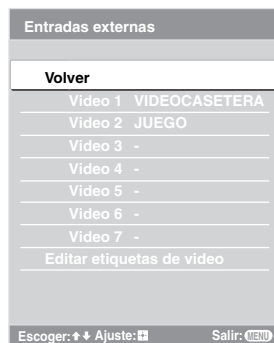 Entradas externas
Volver
Video 1 VIDEOCASETERA
Video 2 JUEGO
Video 3 -
Video 4 -
Video 5 -
Video 6 -
Video 7 -
Editar etiquetas de video
Escoger: Ajuste: Salir: MENU